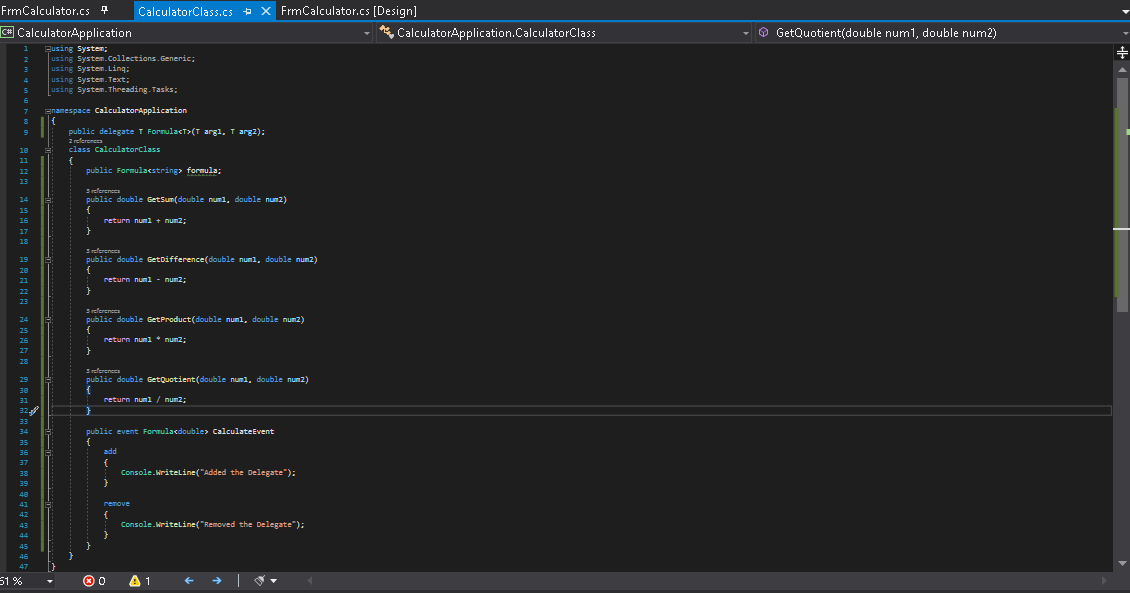 FrmCalculator.cs CalculatorClass.cs FrmCalculator.cs [Design]
C# CalculatorApplication CalculatorApplication.CalculatorClass GetQuotient(double num1, double num2)
1 using System;
2 using System.Collections.Generic;
3 using System.Linq;
4 using System.Text;
5 using System.Threading.Tasks;
6
7 namespace CalculatorApplication
8 {
9 public delegate T Formula<T>(T arg1, T arg2);
2 references
10 class CalculatorClass
11 {
12 public Formula<string> formula;
13
3 references
14 public double GetSum(double num1, double num2)
15 {
16 return num1 + num2;
17 }
18
3 references
19 public double GetDifference(double num1, double num2)
20 {
21 return num1 - num2;
22 }
23
3 references
24 public double GetProduct(double num1, double num2)
25 {
26 return num1 * num2;
27 }
28
3 references
29 public double GetQuotient(double num1, double num2)
30 {
31 return num1 / num2;
32 }
33
34 public event Formula<double> CalculateEvent
35 {
36 add
37 {
38 Console.WriteLine("Added the Delegate");
39 }
40
41 remove
42 {
43 Console.WriteLine("Removed the Delegate");
44 }
45 }
46 }
47 }
51 % 0 1